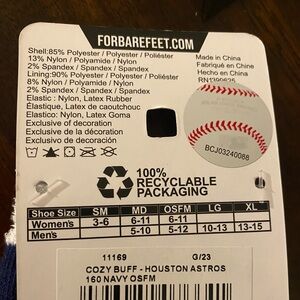 FORBAREFEET.COM
Shell:85% Polyester / Polyester / Poliéster
13% Nylon / Polyamide / Nylon
2% Spandex / Spandex / Spandex
Lining:90% Polyester / Polyester / Poliéster
8% Nylon / Polyamide / Nylon
2% Spandex / Spandex / Spandex
Elastic : Nylon, Latex Rubber
Elastique: Nylon, Latex de caoutchouc
Elastico: Nylon, Latex Goma
Exclusive of decoration
Exclusive de la décoration
Exclusivo de decoración
Made in China
Fabriqué en Chine
Hecho en China
BCJ03240088
100%
RECYCLABLE
PACKAGING
Shoe Size SM MD OSFM LG XL
Women's 3-6 6-11 6-11
Men's 5-10 5-12 10-13 13-15
11169 G/23
COZY BUFF - HOUSTON ASTROS
160 NAVY OSFM